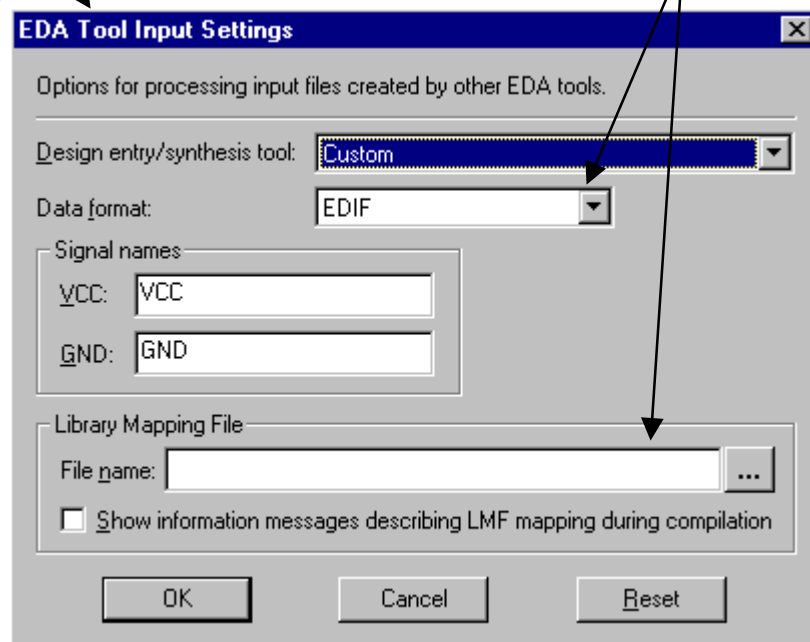 EDA Tool Input Settings
Options for processing input files created by other EDA tools.
Design entry/synthesis tool: Custom
Data format: EDIF
Signal names
VCC: VCC
GND: GND
Library Mapping File
File name: ...
Show information messages describing LMF mapping during compilation
OK Cancel Reset